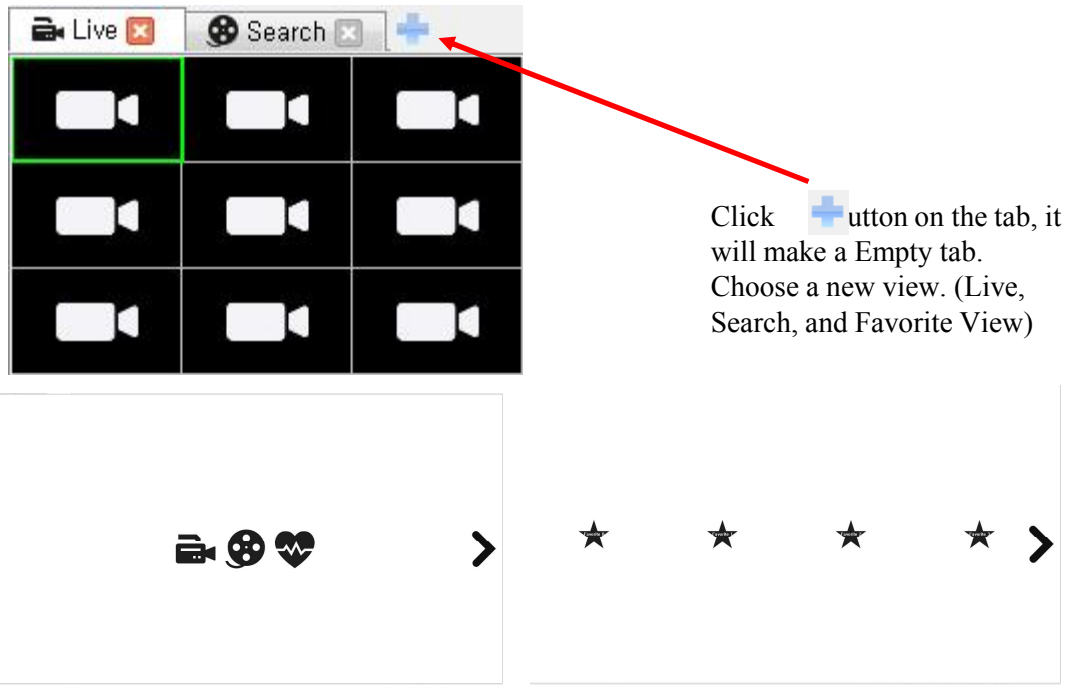 Live
Search
Click utton on the tab, it
will make a Empty tab.
Choose a new view. (Live,
Search, and Favorite View)